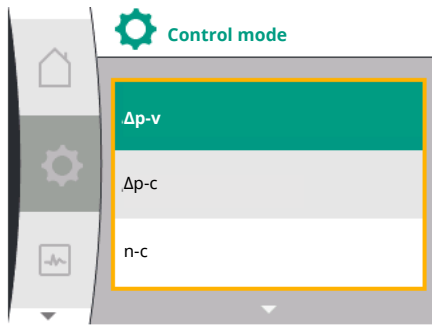 Control mode
Δp-v
Δp-c
n-c